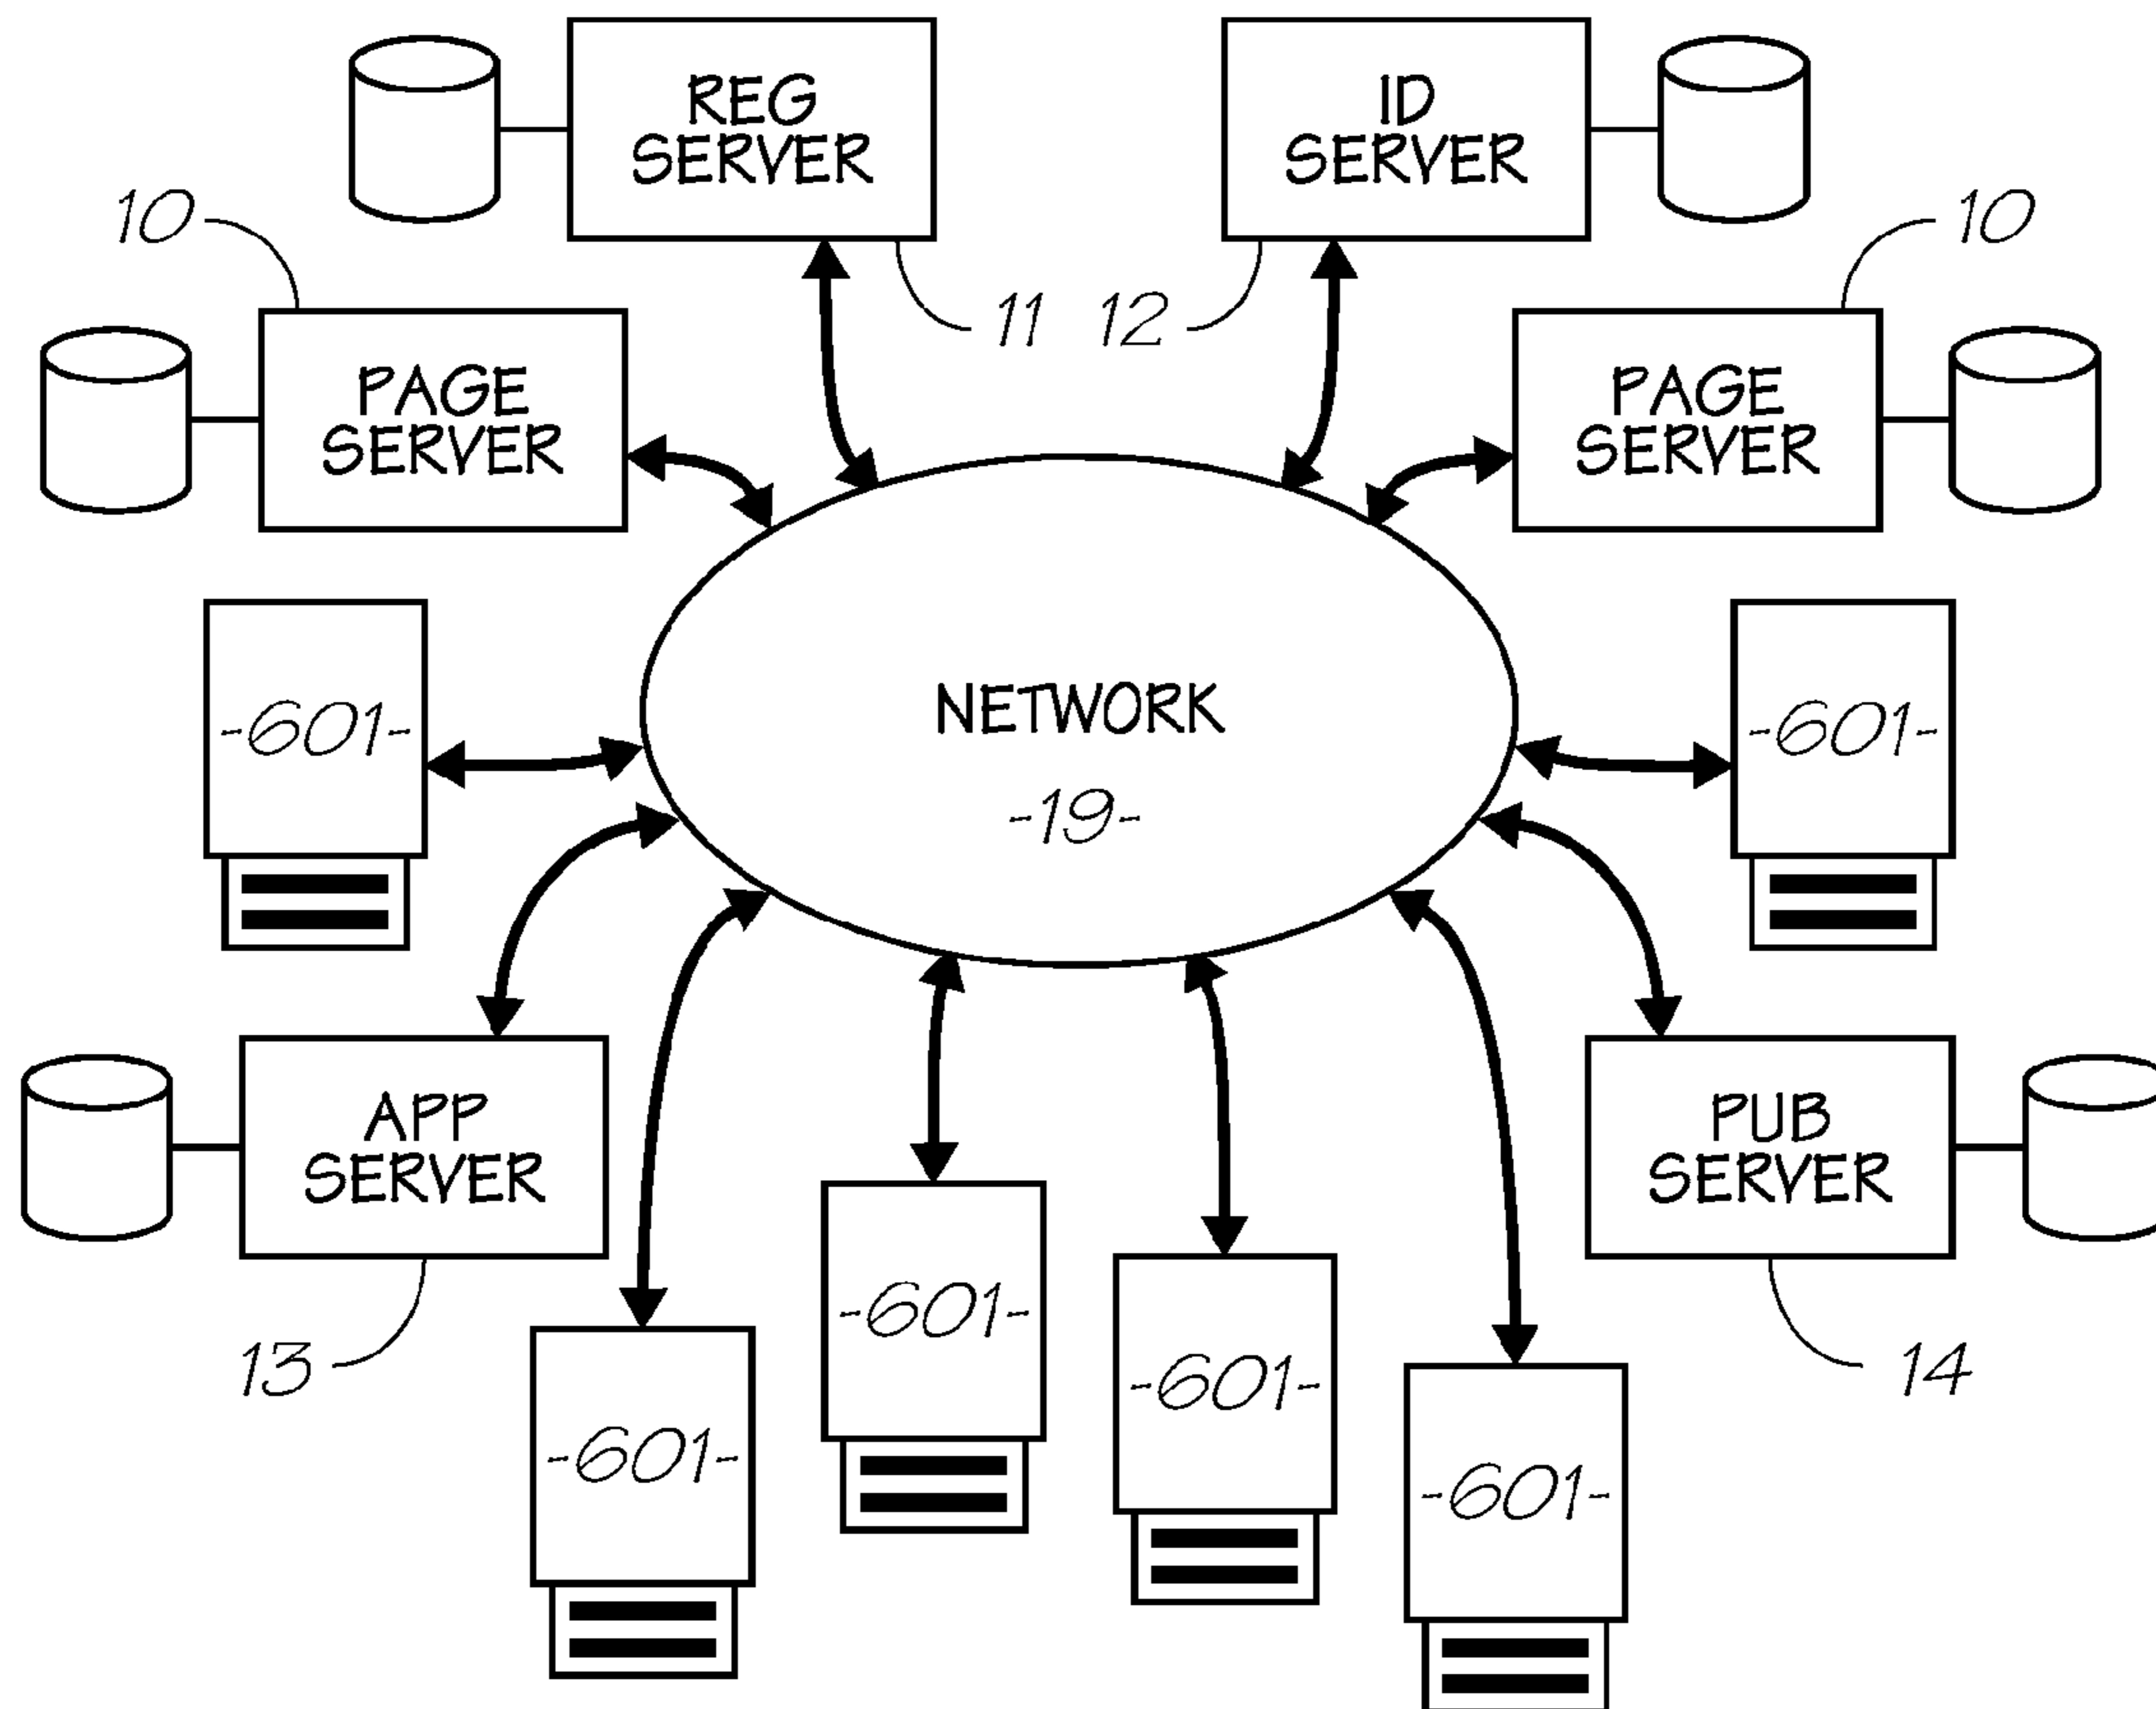 REG
SERVER
ID
SERVER
10
10
11
12
PAGE
SERVER
PAGE
SERVER
-601-
NETWORK
-19-
-601-
APP
SERVER
PUB
SERVER
13
14
-601-
-601-
-601-
-601-